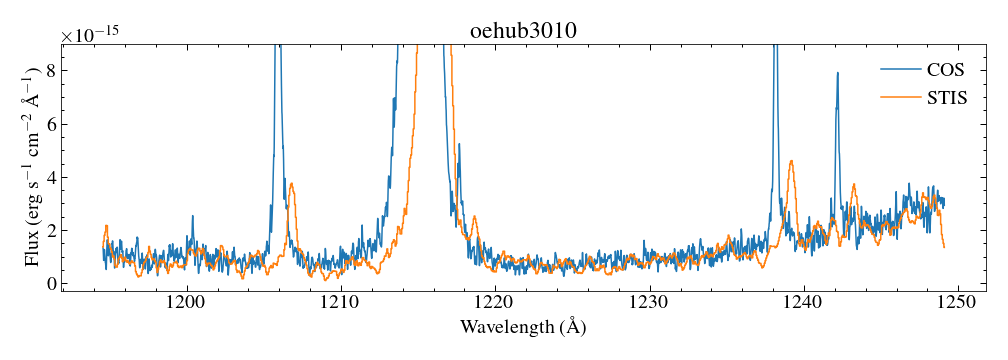 oehub3010
×10⁻¹⁵
COS
STIS
8
6
4
2
0
Flux (erg s⁻¹ cm⁻² Å⁻¹)
1200 1210 1220 1230 1240 1250
Wavelength (Å)